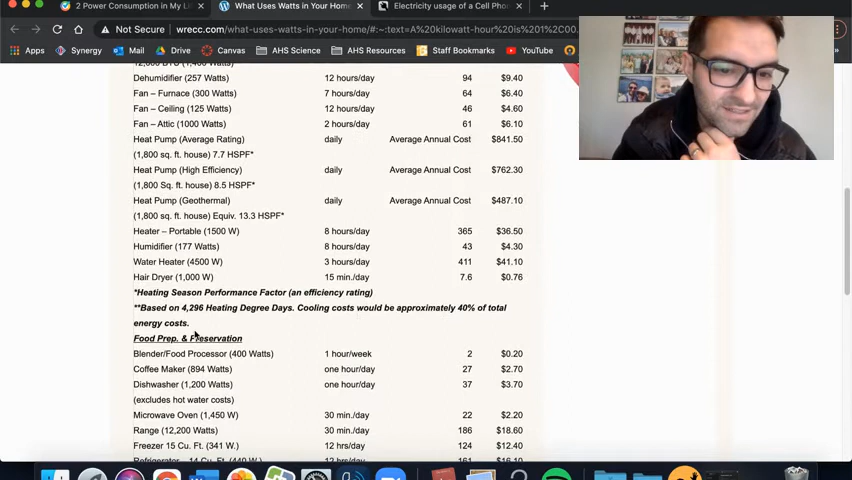 2 Power Consumption in My Li
What Uses Watts in Your Home
Electricity usage of a Cell Pho
Not Secure
wrecc.com/what-uses-watts-in-your-home/#:~:text=A%20kilowatt-hour%20is%201%2C00
Apps Synergy Mail Drive Canvas AHS Science AHS Resources Staff Bookmarks YouTube
Dehumidifier (257 Watts) 12 hours/day 94 $9.40
Fan – Furnace (300 Watts) 7 hours/day 64 $6.40
Fan – Ceiling (125 Watts) 12 hours/day 46 $4.60
Fan – Attic (1000 Watts) 2 hours/day 61 $6.10
Heat Pump (Average Rating) daily Average Annual Cost $841.50
(1,800 sq. ft. house) 7.7 HSPF*
Heat Pump (High Efficiency) daily Average Annual Cost $762.30
(1,800 Sq. ft. house) 8.5 HSPF*
Heat Pump (Geothermal) daily Average Annual Cost $487.10
(1,800 sq. ft. house) Equiv. 13.3 HSPF*
Heater – Portable (1500 W) 8 hours/day 365 $36.50
Humidifier (177 Watts) 8 hours/day 43 $4.30
Water Heater (4500 W) 3 hours/day 411 $41.10
Hair Dryer (1,000 W) 15 min./day 7.6 $0.76
*Heating Season Performance Factor (an efficiency rating)
**Based on 4,296 Heating Degree Days. Cooling costs would be approximately 40% of total
energy costs.
Food Prep. & Preservation
Blender/Food Processor (400 Watts) 1 hour/week 2 $0.20
Coffee Maker (894 Watts) one hour/day 27 $2.70
Dishwasher (1,200 Watts) one hour/day 37 $3.70
(excludes hot water costs)
Microwave Oven (1,450 W) 30 min./day 22 $2.20
Range (12,200 Watts) 30 min./day 186 $18.60
Freezer 15 Cu. Ft. (341 W.) 12 hrs/day 124 $12.40